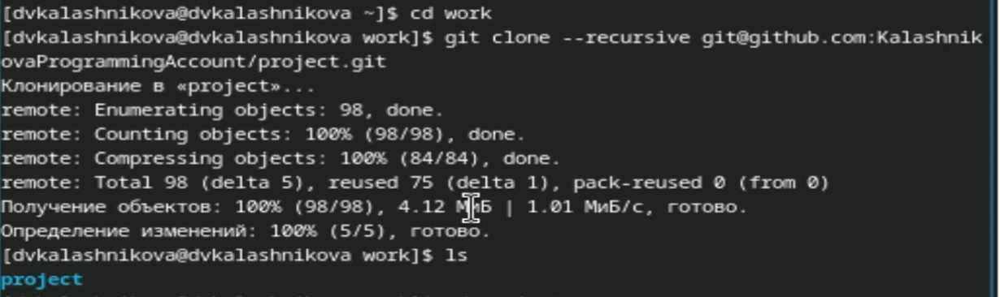 [dvkalashnikova@dvkalashnikova ~]$ cd work
[dvkalashnikova@dvkalashnikova work]$ git clone --recursive git@github.com:Kalashnik
ovaProgrammingAccount/project.git
Клонирование в «project»...
remote: Enumerating objects: 98, done.
remote: Counting objects: 100% (98/98), done.
remote: Compressing objects: 100% (84/84), done.
remote: Total 98 (delta 5), reused 75 (delta 1), pack-reused 0 (from 0)
Получение объектов: 100% (98/98), 4.12 МиБ | 1.01 МиБ/с, готово.
Определение изменений: 100% (5/5), готово.
[dvkalashnikova@dvkalashnikova work]$ ls
project